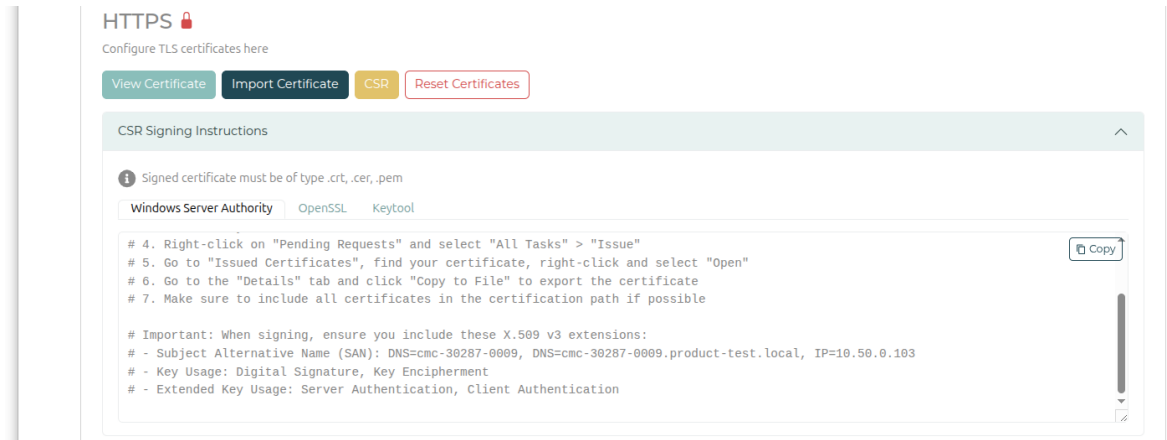 HTTPS
Configure TLS certificates here
View Certificate Import Certificate CSR Reset Certificates
CSR Signing Instructions
Signed certificate must be of type .crt, .cer, .pem
Windows Server Authority OpenSSL Keytool
Copy
# 4. Right-click on "Pending Requests" and select "All Tasks" > "Issue"
# 5. Go to "Issued Certificates", find your certificate, right-click and select "Open"
# 6. Go to the "Details" tab and click "Copy to File" to export the certificate
# 7. Make sure to include all certificates in the certification path if possible
# Important: When signing, ensure you include these X.509 v3 extensions:
# - Subject Alternative Name (SAN): DNS=cmc-30287-0009, DNS=cmc-30287-0009.product-test.local, IP=10.50.0.103
# - Key Usage: Digital Signature, Key Encipherment
# - Extended Key Usage: Server Authentication, Client Authentication